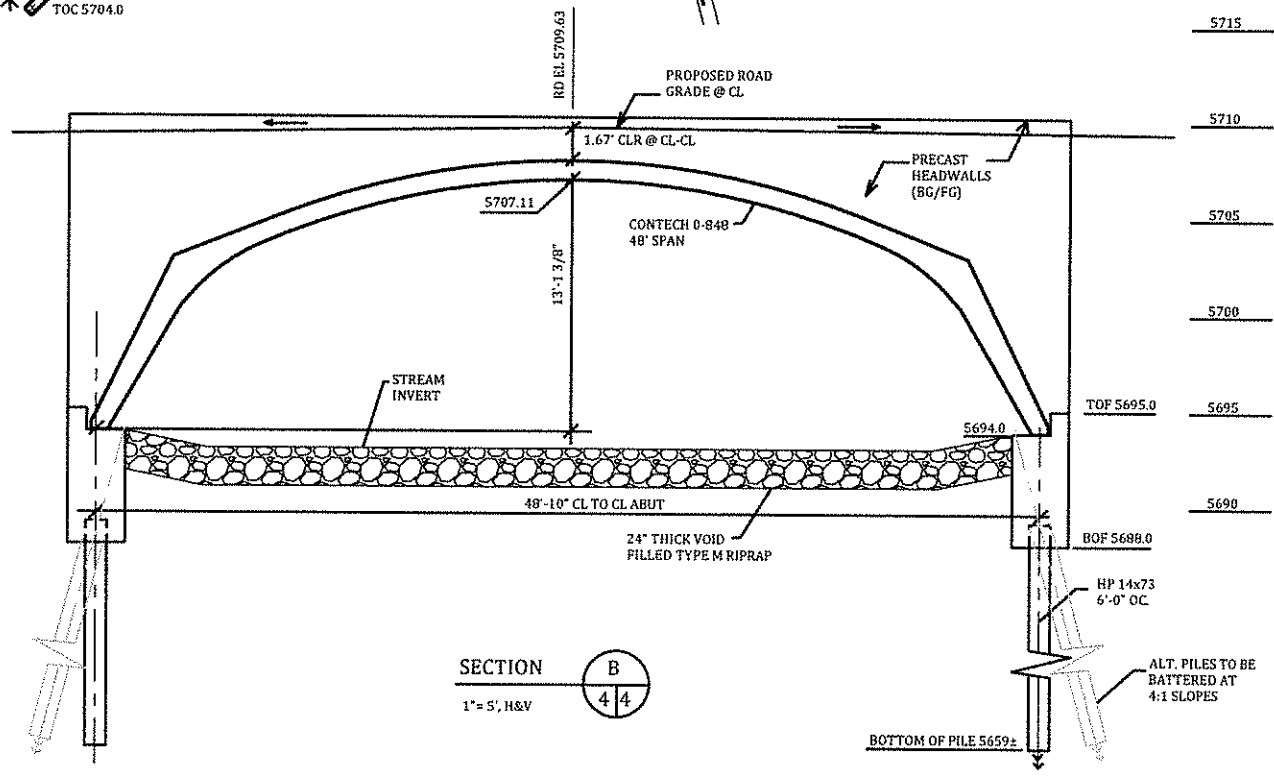 TOC 5704.0
RD EL 5709.63
5715
PROPOSED ROAD
GRADE @ CL
5710
1.67' CLR @ CL-CL
PRECAST
HEADWALLS
(BG/FG)
5707.11
5705
CONTECH 0-848
48' SPAN
13'-1 3/8"
5700
STREAM
INVERT
TOF 5695.0
5695
5694.0
48'-10" CL TO CL ABUT
5690
24" THICK VOID
FILLED TYPE M RIPRAP
BOF 5688.0
HP 14x73
6'-0" OC.
SECTION
B
4 4
1"= 5', H&V
ALT. PILES TO BE
BATTERED AT
4:1 SLOPES
BOTTOM OF PILE 5659±